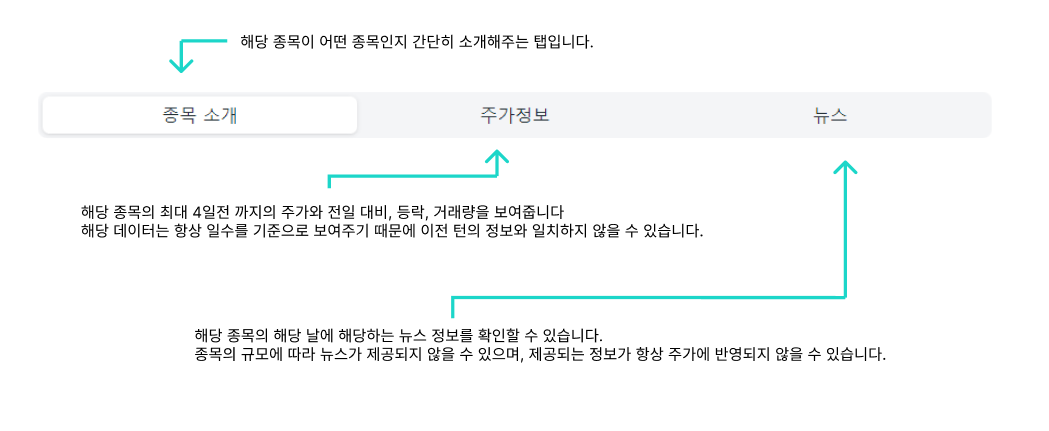 해당 종목이 어떤 종목인지 간단히 소개해주는 탭입니다.
종목 소개
주가정보
뉴스
해당 종목의 최대 4일전 까지의 주가와 전일 대비, 등락, 거래량을 보여줍니다
해당 데이터는 항상 일수를 기준으로 보여주기 때문에 이전 턴의 정보와 일치하지 않을 수 있습니다.
해당 종목의 해당 날에 해당하는 뉴스 정보를 확인할 수 있습니다.
종목의 규모에 따라 뉴스가 제공되지 않을 수 있으며, 제공되는 정보가 항상 주가에 반영되지 않을 수 있습니다.